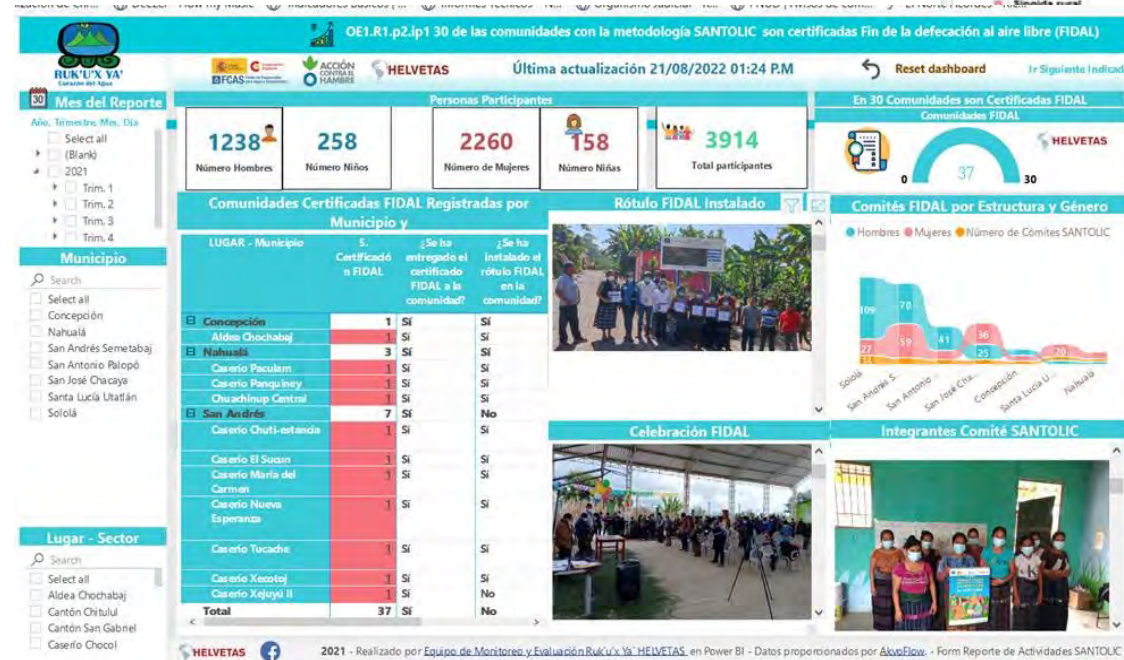 OE1.R1.p2.ip1 30 de las comunidades con la metodología SANTOLIC son certificadas Fin de la defecación al aire libre (FIDAL)
RUK'U'X YA'
Corazón del Agua
FCAS
ACCIÓN
CONTRA EL
HAMBRE
HELVETAS
Última actualización 21/08/2022 01:24 P.M
Reset dashboard
Ir Siguiente Indicad
30
Mes del Reporte
Año, Trimestre, Mes, Día
Select all
(Blank)
2021
Trim. 1
Trim. 2
Trim. 3
Trim. 4
Municipio
Search
Select all
Concepción
Nahualá
San Andrés Semetabaj
San Antonio Palopó
San José Chacaya
Santa Lucía Utatlán
Sololá
Lugar - Sector
Search
Select all
Aldea Chochabaj
Cantón Chitulul
Cantón San Gabriel
Caserío Chocol
Personas Participantes
1238
Número Hombres
258
Número Niños
2260
Número de Mujeres
158
Número Niñas
3914
Total participantes
En 30 Comunidades son Certificadas FIDAL
Comunidades FIDAL
HELVETAS
0
37
30
Comunidades Certificadas FIDAL Registradas por
Municipio y
LUGAR - Municipio
5.
Certificació
n FIDAL
¿Se ha
entregado el
certificado
FIDAL a la
comunidad?
¿Se ha
instalado el
rótulo FIDAL
en la
comunidad?
Concepción 1 Sí Sí
Aldea Chochabaj 1 Sí Sí
Nahualá 3 Sí Sí
Caserío Paculam 1 Sí Sí
Caserío Panquiney 1 Sí Sí
Chuachinup Central 1 Sí Sí
San Andrés 7 Sí No
Caserío Chuti-estancia 1 Sí Sí
Caserío El Sucun 1 Sí Sí
Caserío María del
Carmen 1 Sí Sí
Caserío Nueva
Esperanza 1 Sí Sí
Caserío Tucache 1 Sí Sí
Caserío Xecotoj 1 Sí Sí
Caserío Xejuyú II 1 Sí No
Total 37 Sí No
Rótulo FIDAL Instalado
Celebración FIDAL
Comités FIDAL por Estructura y Género
Hombres Mujeres Número de Cómites SANTOLIC
109
27
70
59
41
36
25
20
Sololá
San Andrés S...
San Antonio ...
San José Cha...
Concepción
Santa Lucía U...
Nahualá
Integrantes Comité SANTOLIC
HELVETAS
2021 - Realizado por Equipo de Monitoreo y Evaluación Ruk'u'x Ya' HELVETAS en Power BI - Datos proporcionados por AkvoFlow. - Form Reporte de Actividades SANTOLIC